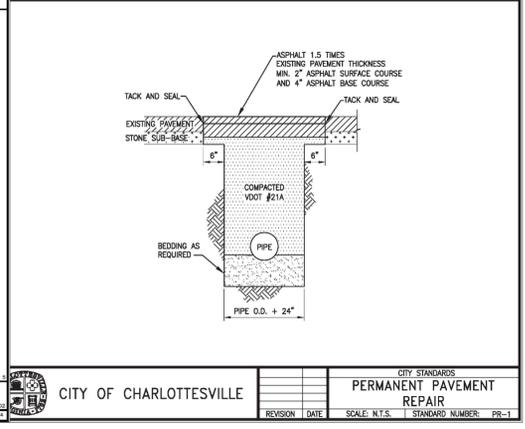 ASPHALT 1.5 TIMES
EXISTING PAVEMENT THICKNESS
MIN. 2" ASPHALT SURFACE COURSE
AND 4" ASPHALT BASE COURSE
TACK AND SEAL
TACK AND SEAL
EXISTING PAVEMENT
STONE SUB-BASE
6"
6"
COMPACTED
VDOT #21A
BEDDING AS
REQUIRED
PIPE
PIPE O.D. + 24"
CITY OF CHARLOTTESVILLE
REVISION DATE
CITY STANDARDS
PERMANENT PAVEMENT
REPAIR
SCALE: N.T.S. STANDARD NUMBER: PR-1